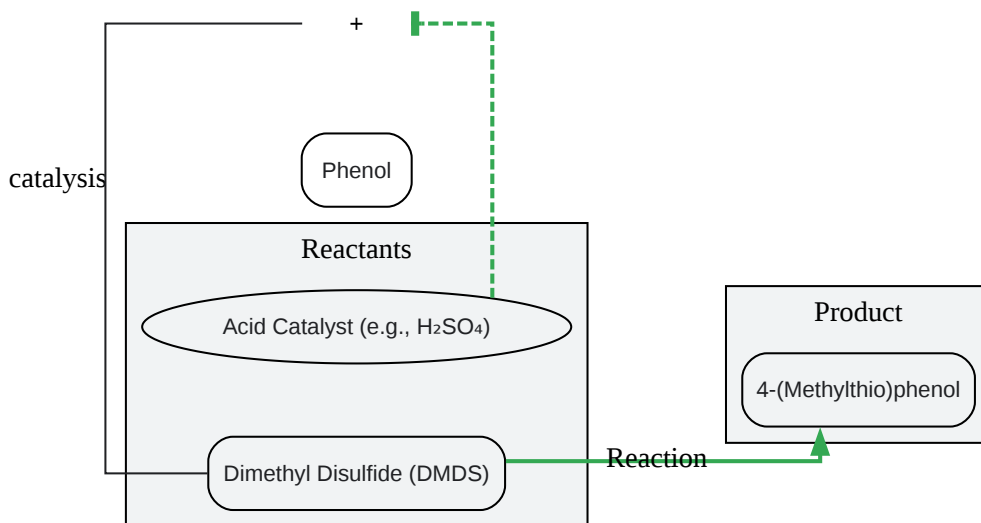 +
Phenol
catalysis
Reactants
Acid Catalyst (e.g., H₂SO₄)
Product
4-(Methylthio)phenol
Reaction
Dimethyl Disulfide (DMDS)